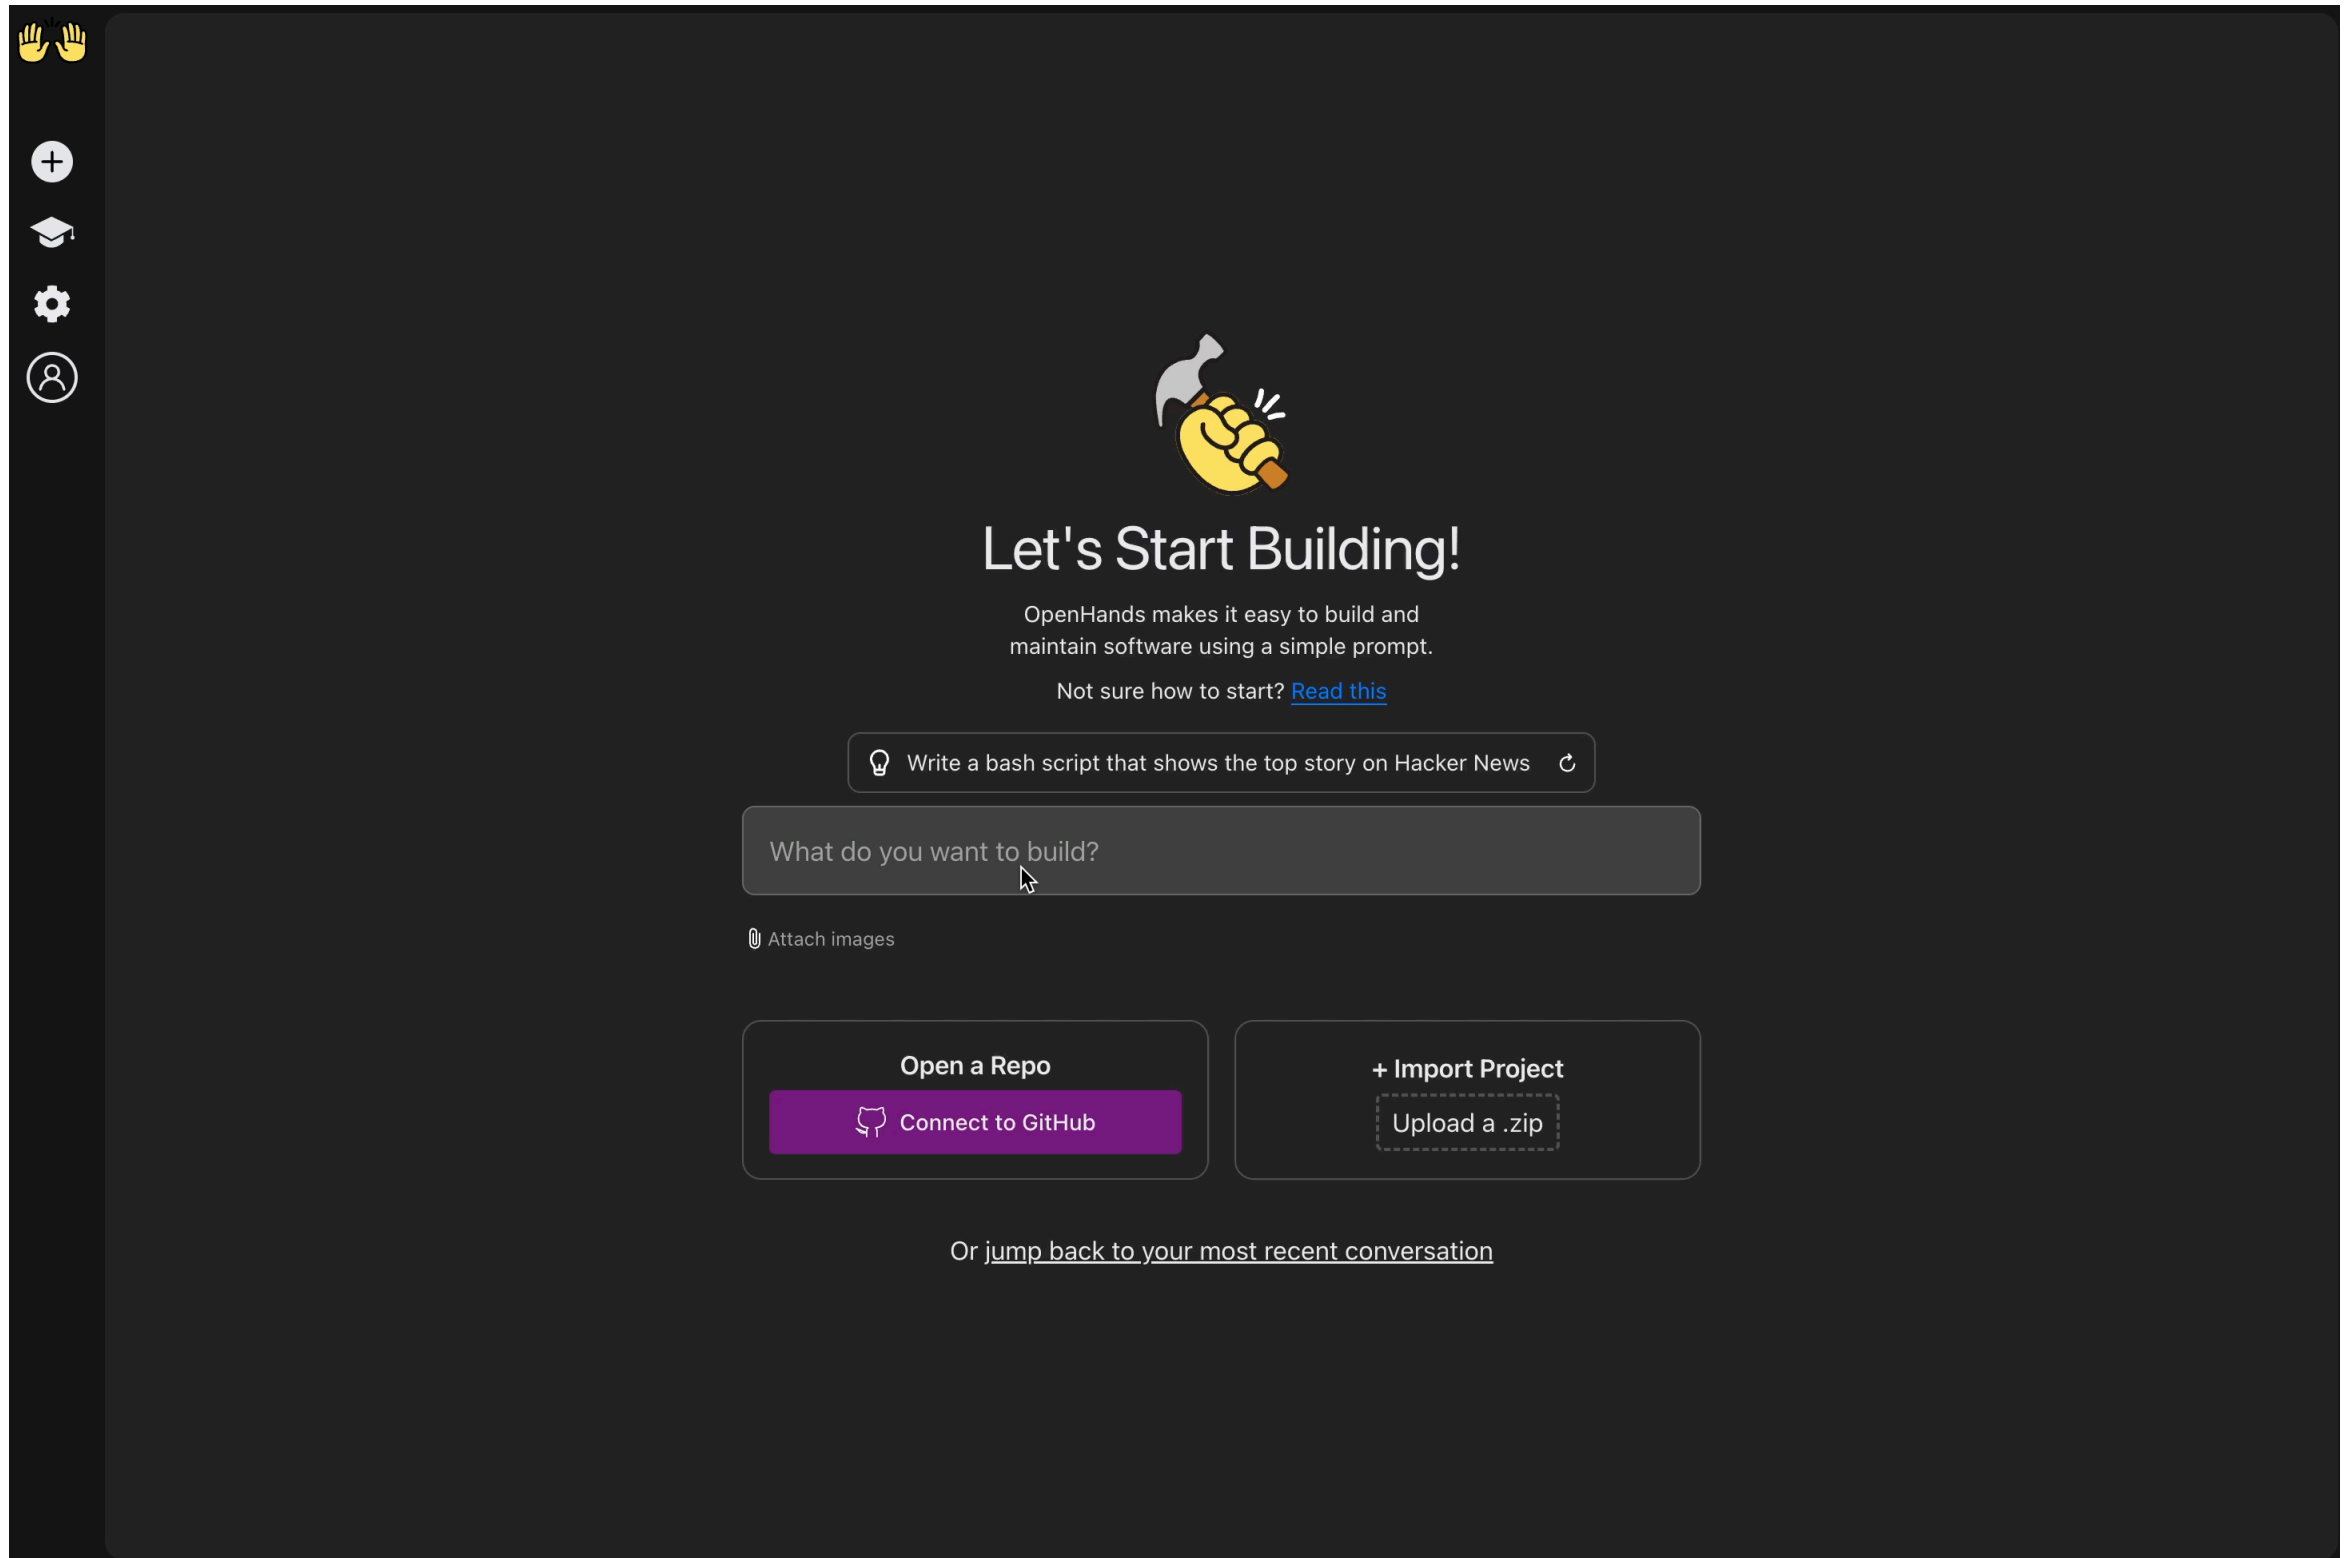 Let's Start Building!
OpenHands makes it easy to build and
maintain software using a simple prompt.
Not sure how to start? Read this
Write a bash script that shows the top story on Hacker News
What do you want to build?
Attach images
Open a Repo
Connect to GitHub
+ Import Project
Upload a .zip
Or jump back to your most recent conversation